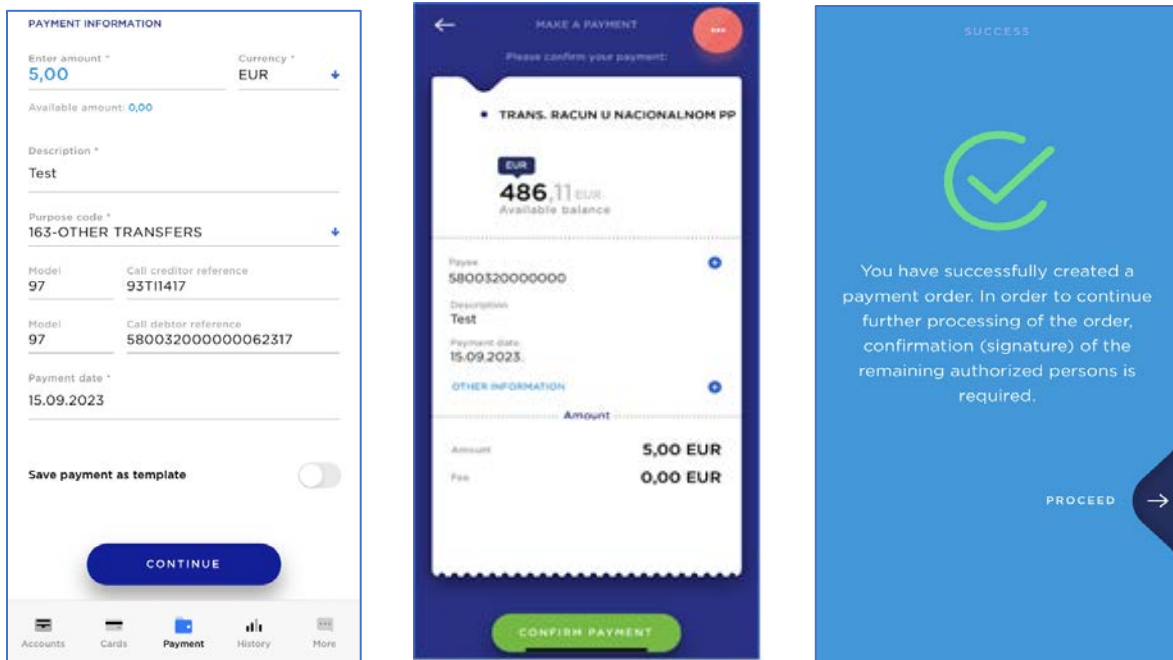 PAYMENT INFORMATION
Enter amount * Currency *
5,00 EUR
Available amount: 0,00
Description *
Test
Purpose code *
163-OTHER TRANSFERS
Model Call creditor reference
97 93TI1417
Model Call debtor reference
97 580032000000062317
Payment date *
15.09.2023
Save payment as template
CONTINUE
Accounts Cards Payment History More
MAKE A PAYMENT
Please confirm your payment:
TRANS. RACUN U NACIONALNOM PP
EUR
486,11 EUR
Available balance
Payee
5800320000000
Description
Test
Payment date
15.09.2023.
OTHER INFORMATION
Amount
Amount 5,00 EUR
Fee 0,00 EUR
CONFIRM PAYMENT
SUCCESS
You have successfully created a
payment order. In order to continue
further processing of the order,
confirmation (signature) of the
remaining authorized persons is
required.
PROCEED